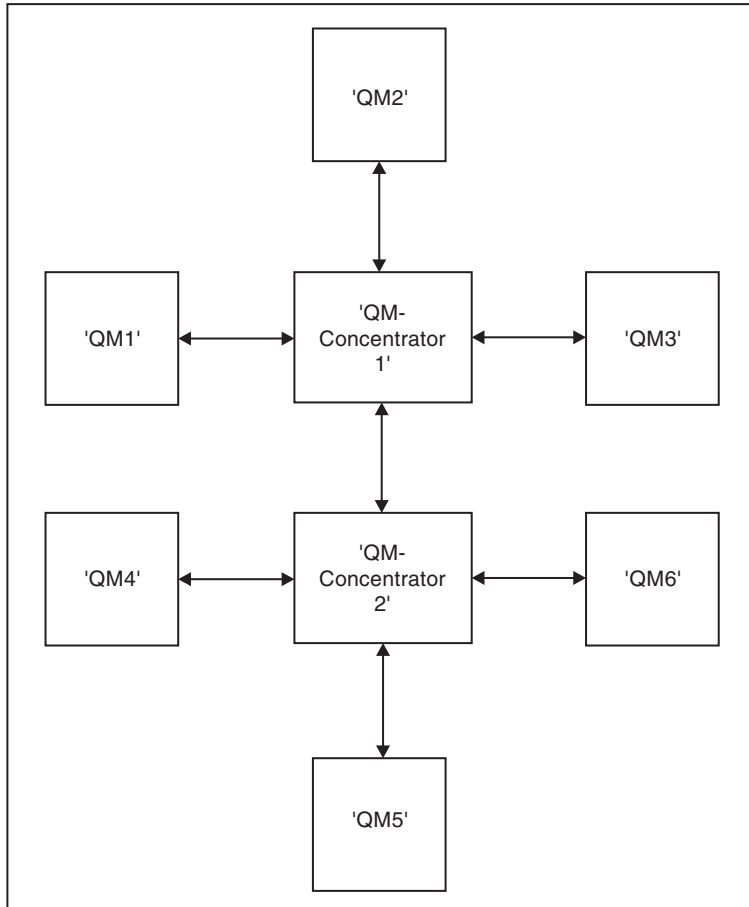 'QM2'
'QM1'
'QM-
Concentrator
1'
'QM3'
'QM4'
'QM-
Concentrator
2'
'QM6'
'QM5'